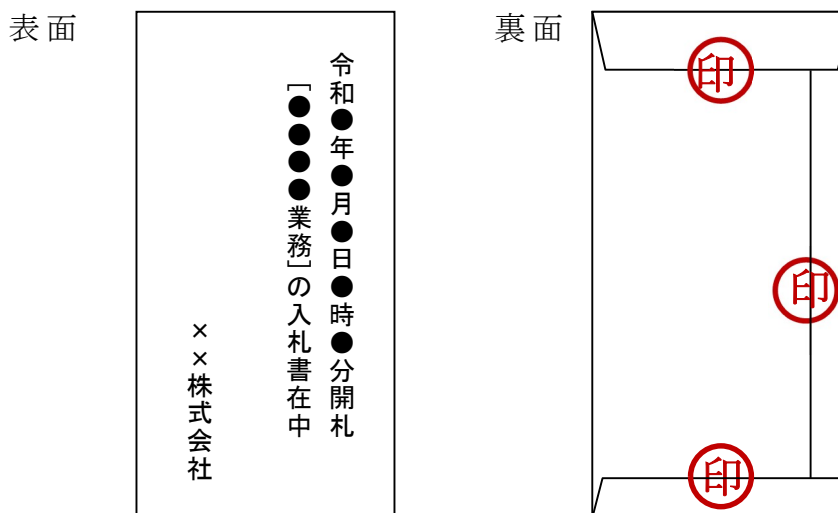 表面
令和●年●月●日●時●分開札
［●●●●業務］の入札書在中
××株式会社
裏面
印
印
印